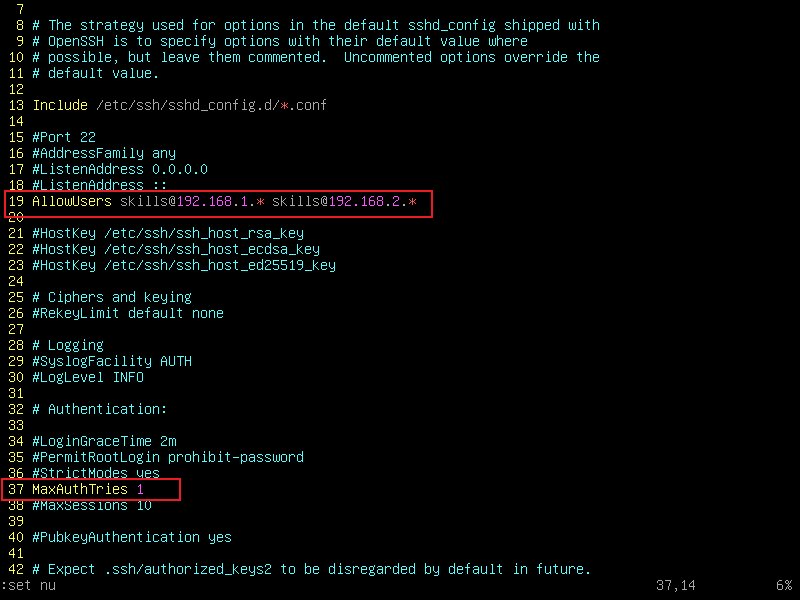 7
8 # The strategy used for options in the default sshd_config shipped with
9 # OpenSSH is to specify options with their default value where
10 # possible, but leave them commented.  Uncommented options override the
11 # default value.
12
13 Include /etc/ssh/sshd_config.d/*.conf
14
15 #Port 22
16 #AddressFamily any
17 #ListenAddress 0.0.0.0
18 #ListenAddress ::
19 AllowUsers skills@192.168.1.* skills@192.168.2.*
20
21 #HostKey /etc/ssh/ssh_host_rsa_key
22 #HostKey /etc/ssh/ssh_host_ecdsa_key
23 #HostKey /etc/ssh/ssh_host_ed25519_key
24
25 # Ciphers and keying
26 #RekeyLimit default none
27
28 # Logging
29 #SyslogFacility AUTH
30 #LogLevel INFO
31
32 # Authentication:
33
34 #LoginGraceTime 2m
35 #PermitRootLogin prohibit-password
36 #StrictModes yes
37 MaxAuthTries 1
38 #MaxSessions 10
39
40 #PubkeyAuthentication yes
41
42 # Expect .ssh/authorized_keys2 to be disregarded by default in future.
:set nu 37,14 6%